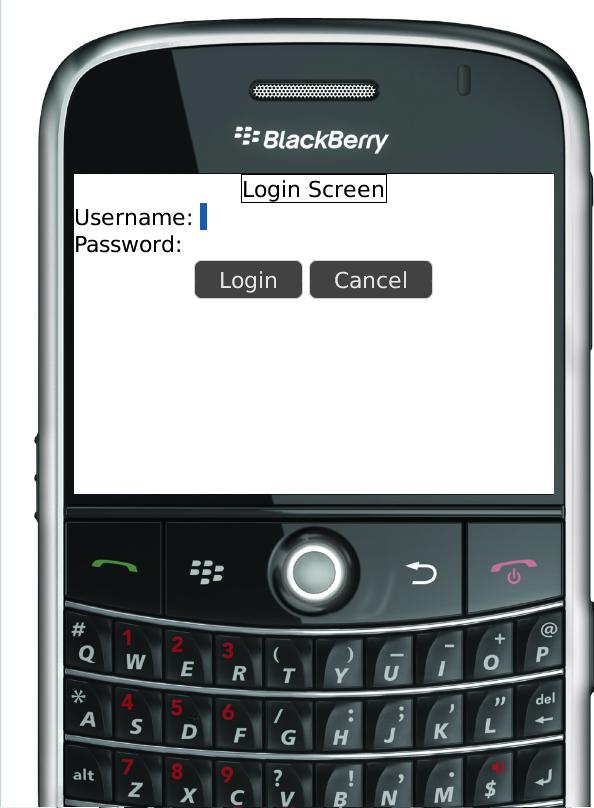 BlackBerry
Login Screen
Username:
Password:
Login Cancel
# Q 1 W 2 E 3 R ( T ) Y _ U - I + O @ P
* A 4 S 5 D 6 F / G : H ; J ' K " L del
alt 7 Z 8 X 9 C ? V ! B , N . M $